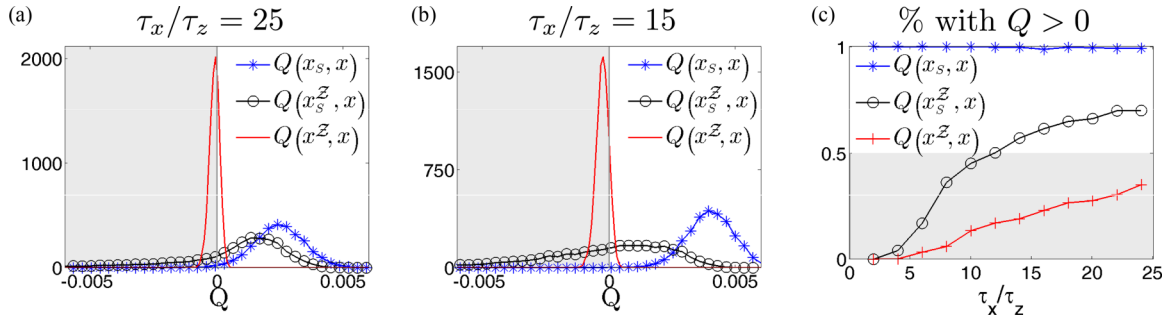 (a) τx/τz = 25
2000
1000
0
Q(xS, x)
Q(xS^Z, x)
Q(x^Z, x)
-0.005 0 0.005
Q
(b) τx/τz = 15
1500
750
0
Q(xS, x)
Q(xS^Z, x)
Q(x^Z, x)
-0.005 0 0.005
Q
(c) % with Q > 0
1
0.5
0
Q(xS, x)
Q(xS^Z, x)
Q(x^Z, x)
0 5 10 15 20 25
τx/τz